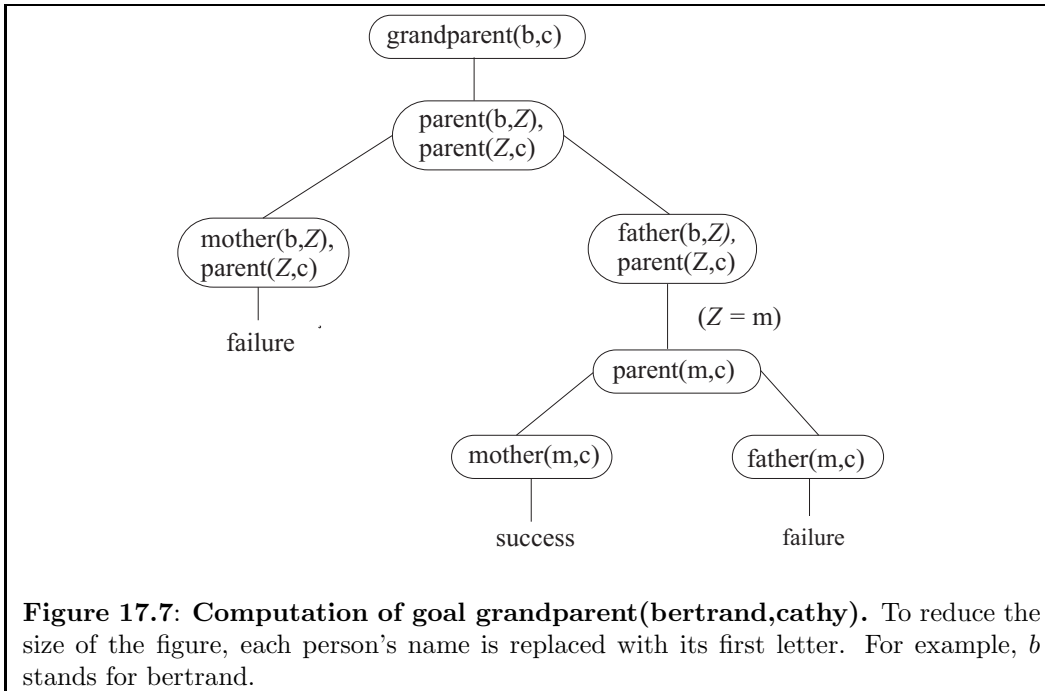 grandparent(b,c)
parent(b,Z),
parent(Z,c)
mother(b,Z),
parent(Z,c)
father(b,Z),
parent(Z,c)
failure
(Z = m)
parent(m,c)
mother(m,c)
father(m,c)
success
failure
Figure 17.7: Computation of goal grandparent(bertrand,cathy). To reduce the
size of the figure, each person's name is replaced with its first letter. For example, b
stands for bertrand.